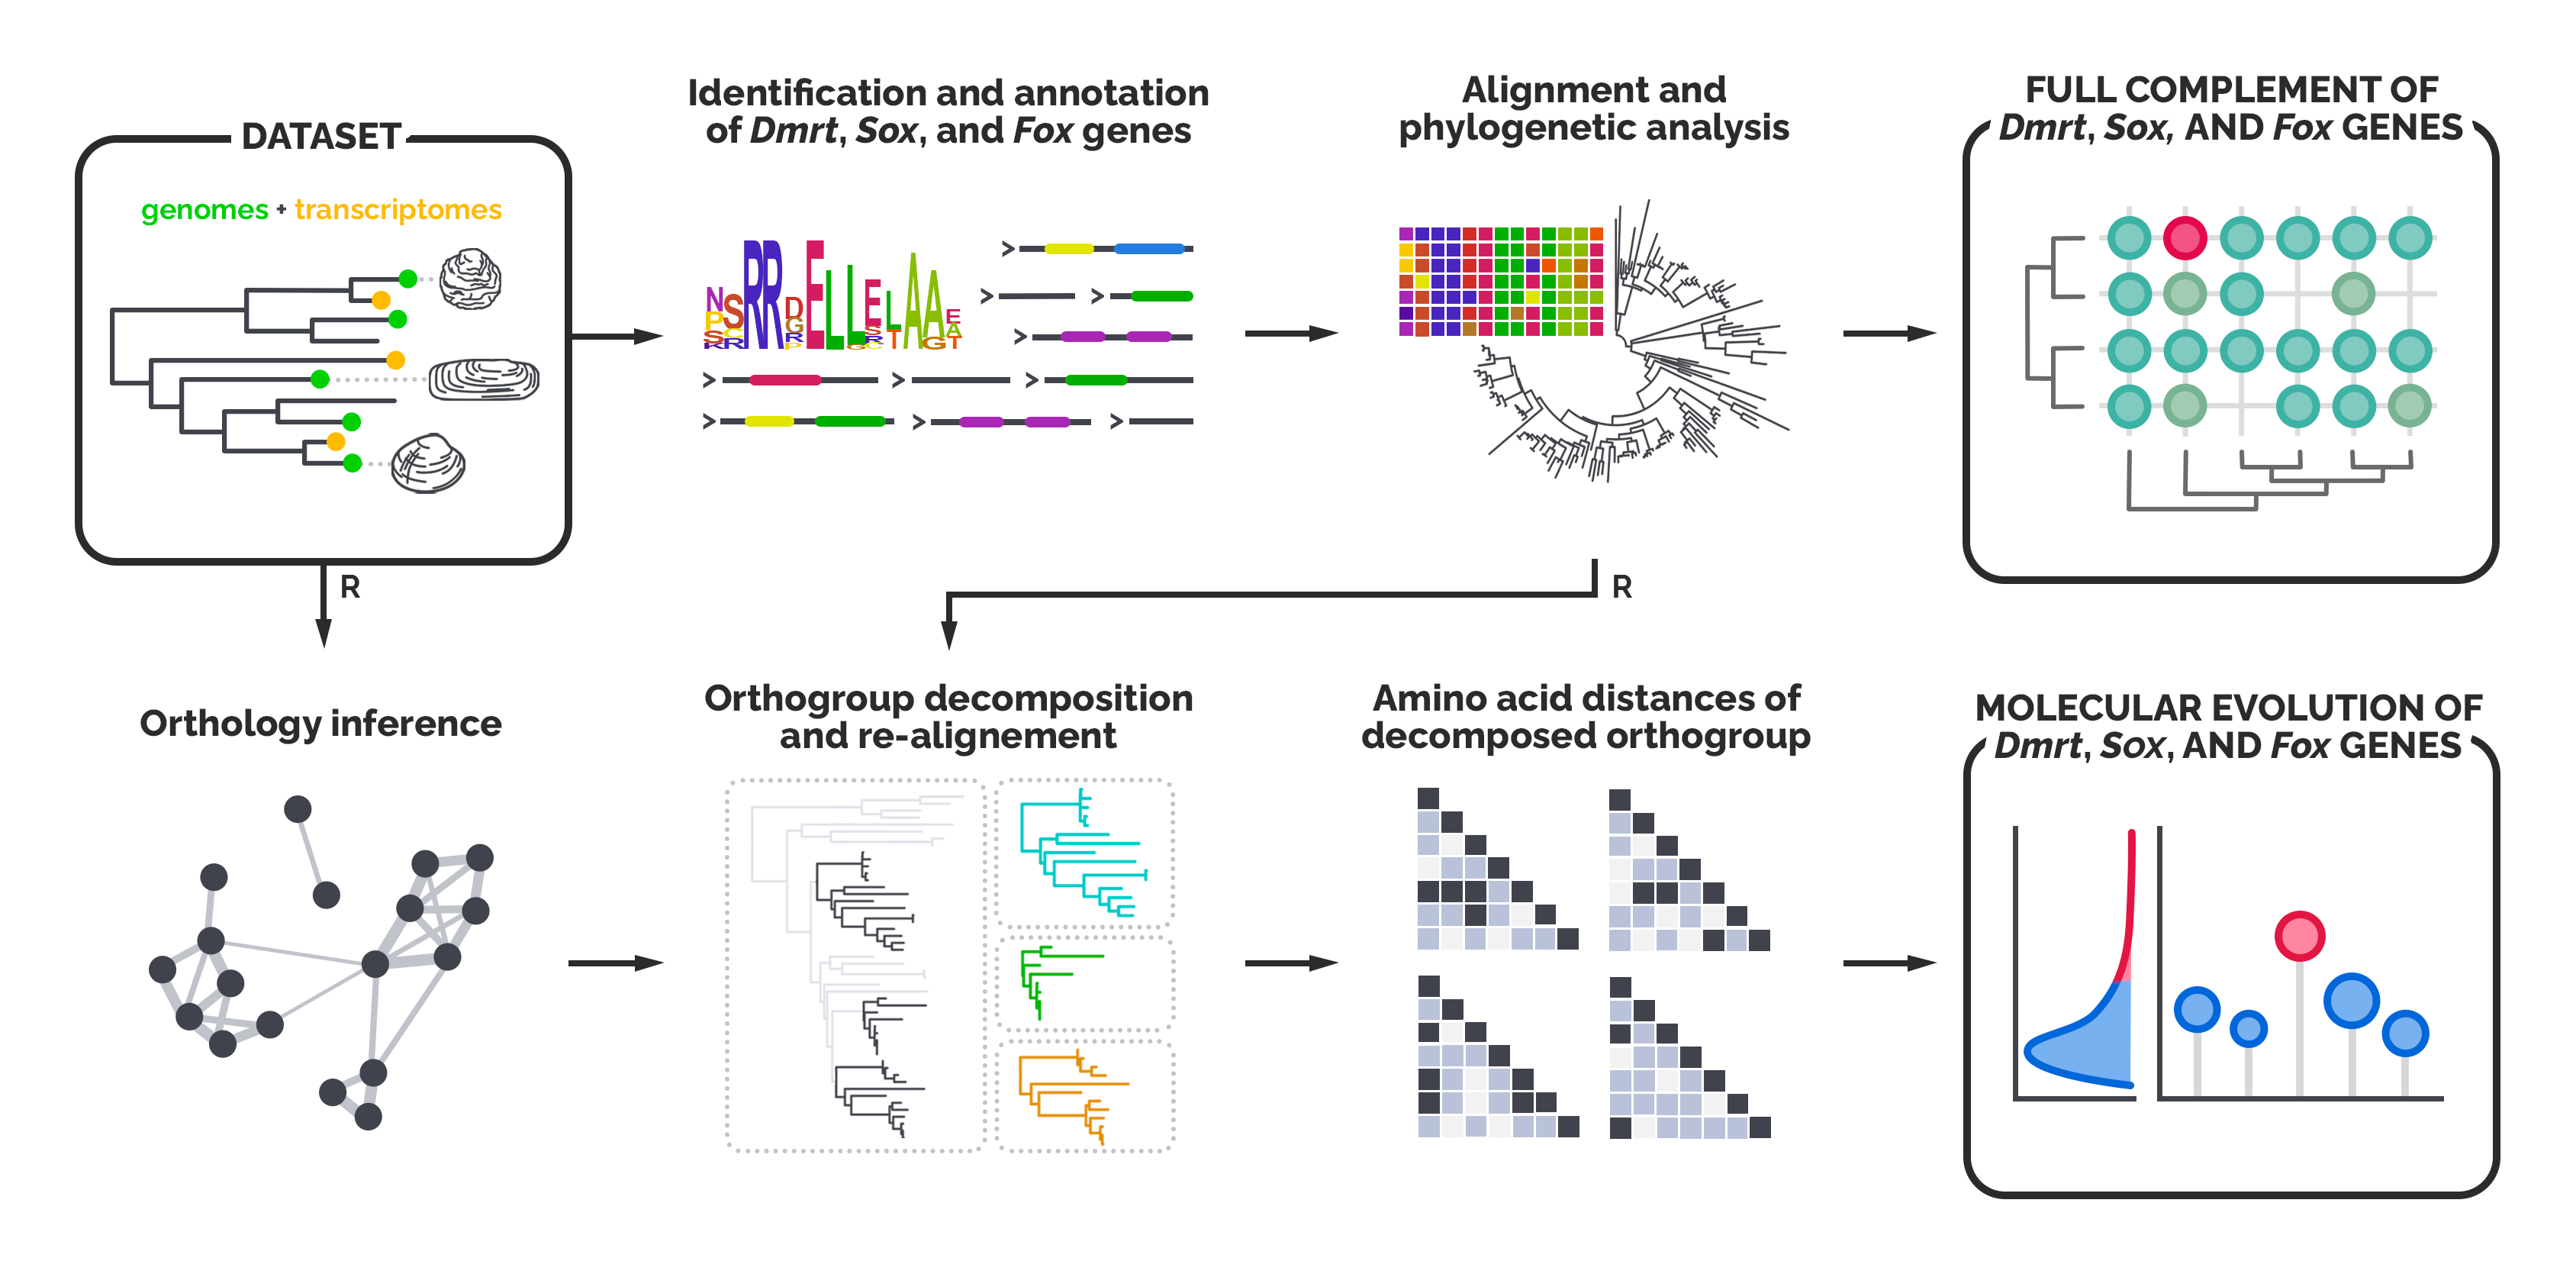 DATASET
genomes + transcriptomes
Identification and annotation
of Dmrt, Sox, and Fox genes
Alignment and
phylogenetic analysis
FULL COMPLEMENT OF
Dmrt, Sox, AND Fox GENES
R
R
Orthology inference
Orthogroup decomposition
and re-alignement
Amino acid distances of
decomposed orthogroup
MOLECULAR EVOLUTION OF
Dmrt, Sox, AND Fox GENES